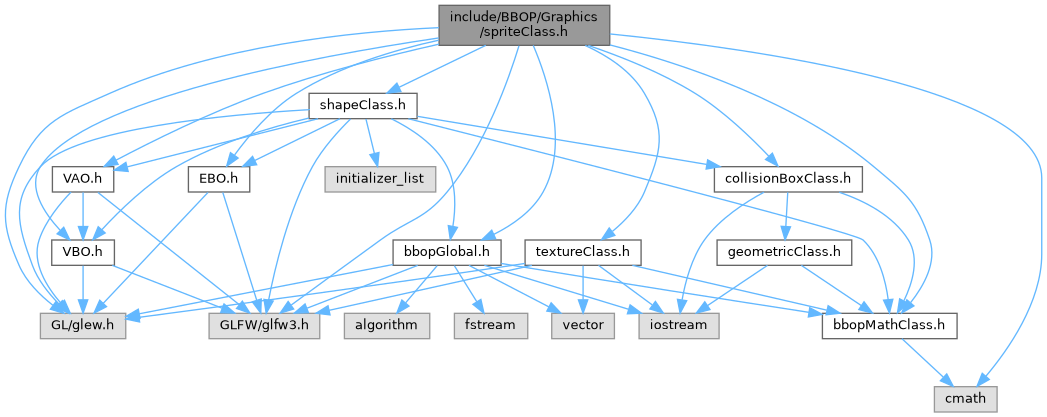 include/BBOP/Graphics
/spriteClass.h
shapeClass.h
VAO.h
EBO.h
initializer_list
collisionBoxClass.h
VBO.h
bbopGlobal.h
textureClass.h
geometricClass.h
GL/glew.h
GLFW/glfw3.h
algorithm
fstream
vector
iostream
bbopMathClass.h
cmath